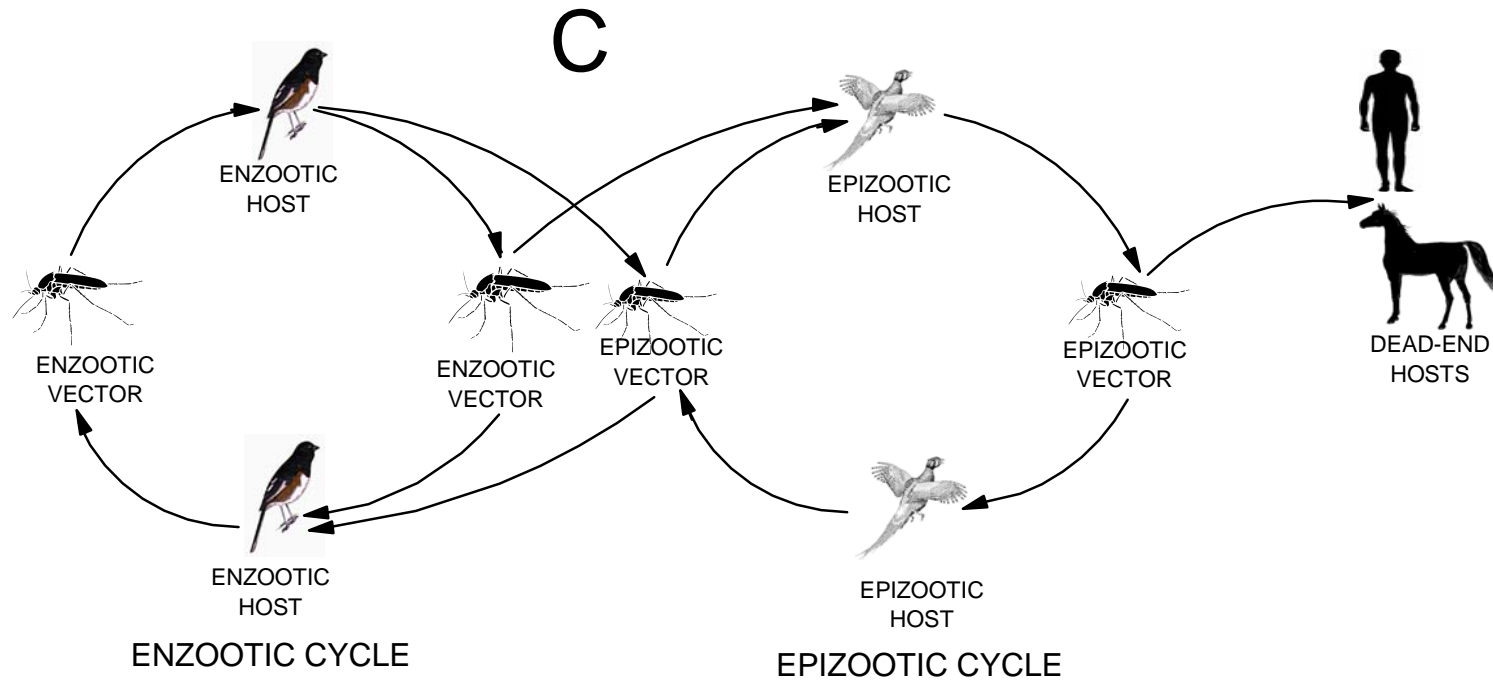 C
ENZOOTIC
HOST
EPIZOOTIC
HOST
ENZOOTIC
VECTOR
ENZOOTIC
VECTOR
EPIZOOTIC
VECTOR
EPIZOOTIC
VECTOR
DEAD-END
HOSTS
ENZOOTIC
HOST
EPIZOOTIC
HOST
ENZOOTIC CYCLE
EPIZOOTIC CYCLE